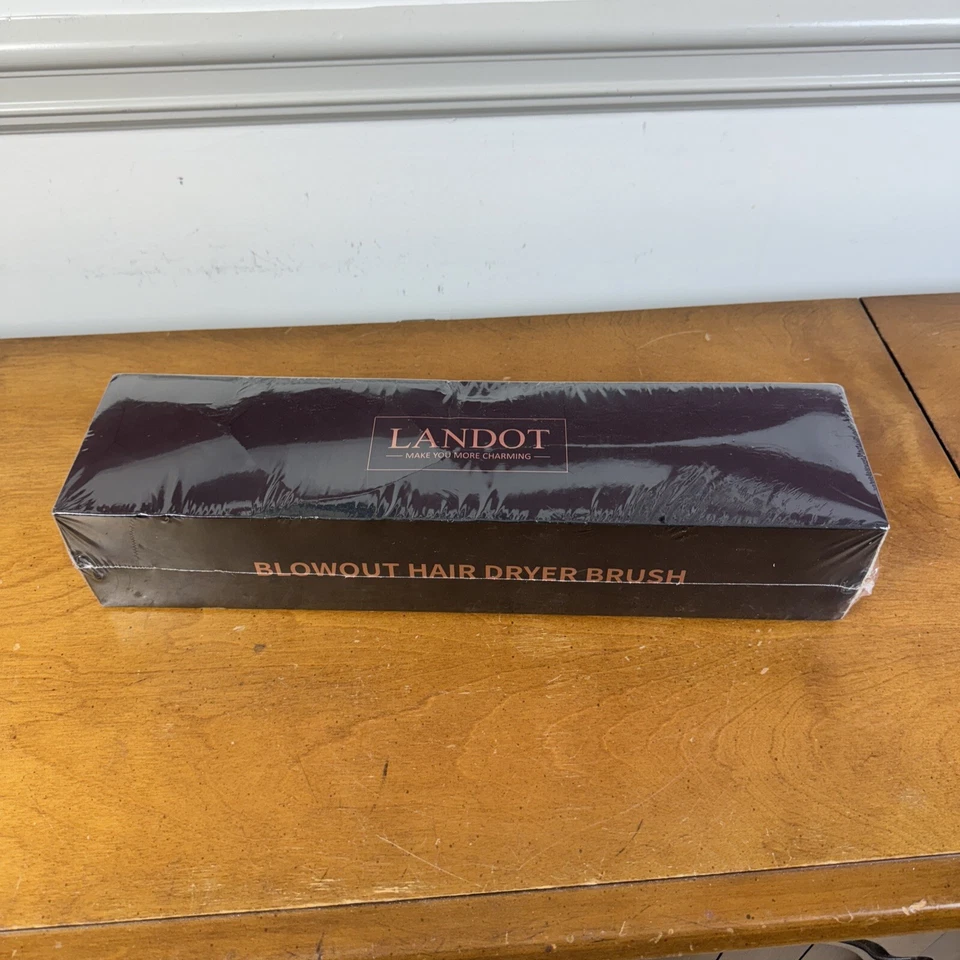 LANDOT
MAKE YOU MORE CHARMING
BLOWOUT HAIR DRYER BRUSH